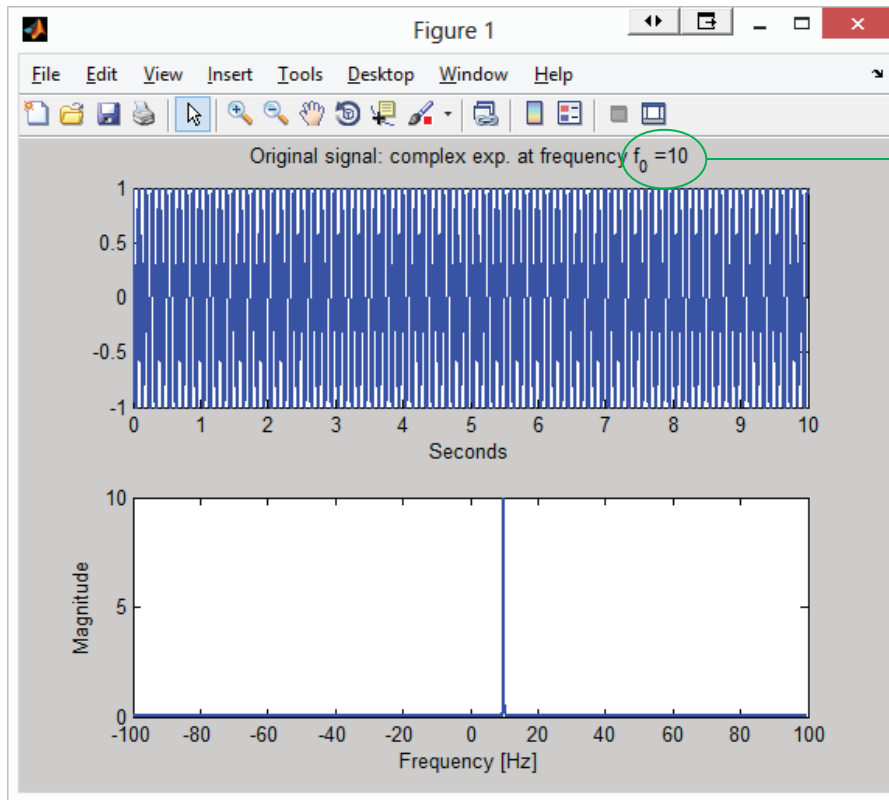 Figure 1
File Edit View Insert Tools Desktop Window Help
Original signal: complex exp. at frequency f0 =10
1
0.5
0
-0.5
-1
0 1 2 3 4 5 6 7 8 9 10
Seconds
10
5
0
Magnitude
-100 -80 -60 -40 -20 0 20 40 60 80 100
Frequency [Hz]